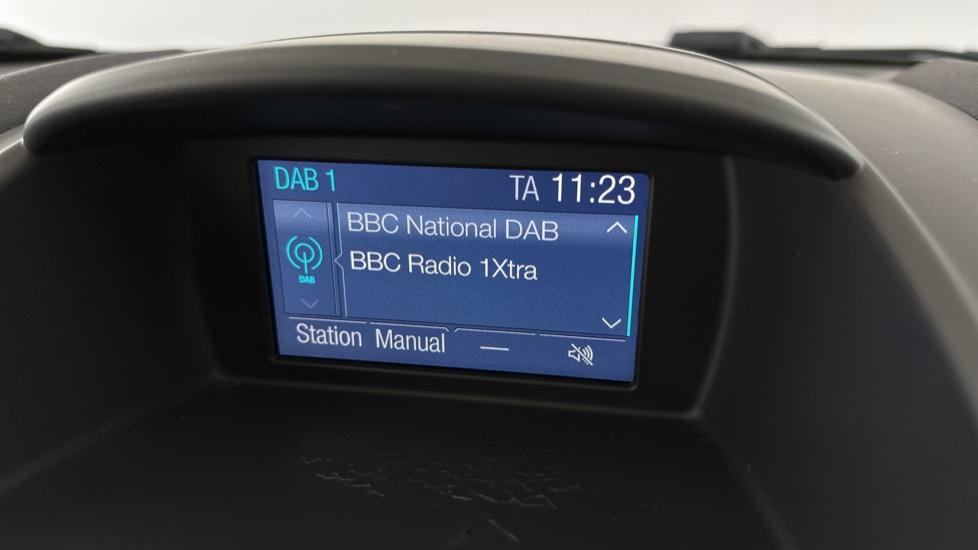 DAB 1 TA 11:23
BBC National DAB
DAB
BBC Radio 1Xtra
Station Manual